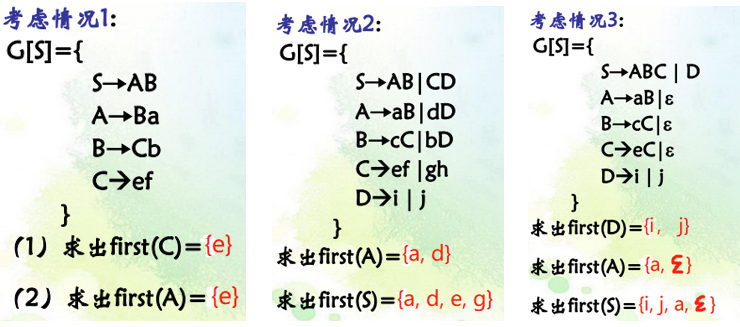 考虑情况1:
G[S]={
S→AB
A→Ba
B→Cb
C→ef
}
(1) 求出first(C)={e}
(2) 求出first(A)={e}
考虑情况2:
G[S]={
S→AB|CD
A→aB|dD
B→cC|bD
C→ef |gh
D→i | j
}
求出first(A)={a, d}
求出first(S)={a, d, e, g}
考虑情况3:
G[S]={
S→ABC | D
A→aB|ε
B→cC|ε
C→eC|ε
D→i | j
}
求出first(D)={i, j}
求出first(A)={a, ε}
求出first(S)={i, j, a, ε}